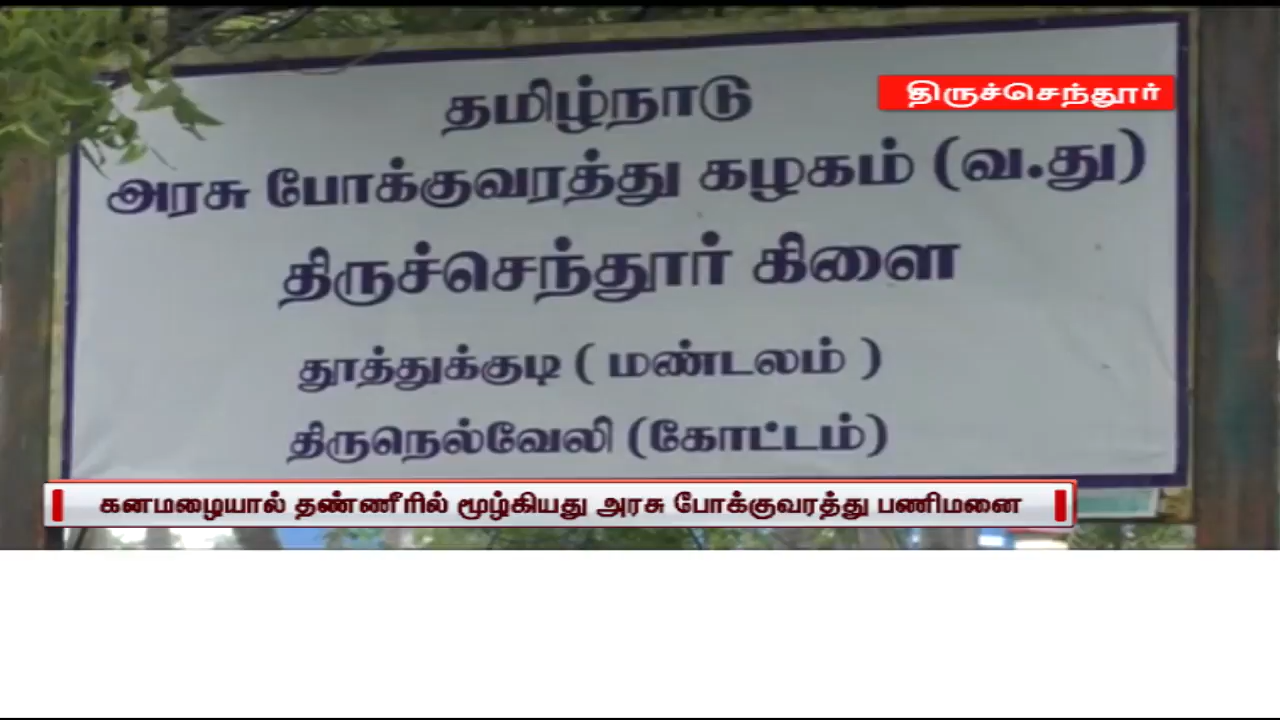 தமிழ்நாடு
திருச்செந்தூர்
அரசு போக்குவரத்து கழகம் (வ.து)
திருச்செந்தூர் கிளை
தூத்துக்குடி ( மண்டலம் )
திருநெல்வேலி (கோட்டம்)
கனமழையால் தண்ணீரில் மூழ்கியது அரசு போக்குவரத்து பணிமனை